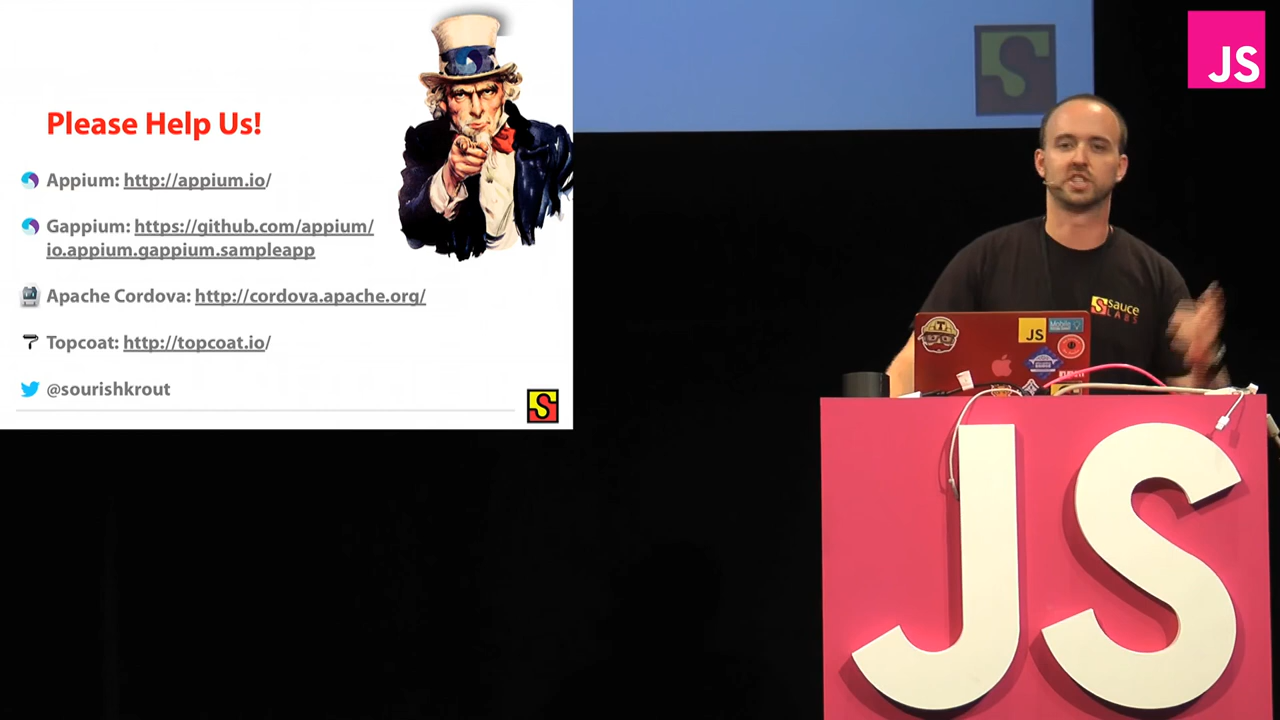 Please Help Us!
Appium: http://appium.io/
Gappium: https://github.com/appium/
io.appium.gappium.sampleapp
Apache Cordova: http://cordova.apache.org/
Topcoat: http://topcoat.io/
@sourishkrout
S
S
JS
sauce
LABS
JS
Mobile
JS